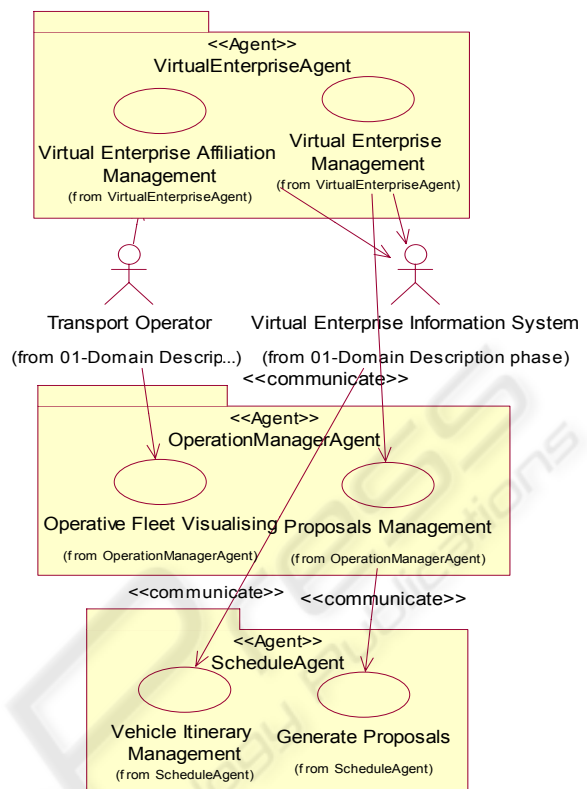 <<Agent>>
VirtualEnterpriseAgent
Virtual Enterprise Affiliation
Management
(from VirtualEnterpriseAgent)
Virtual Enterprise
Management
(from VirtualEnterpriseAgent)
Transport Operator
(from 01-Domain Descrip...)
Virtual Enterprise Information System
(from 01-Domain Description phase)
<<communicate>>
<<Agent>>
OperationManagerAgent
Operative Fleet Visualising
(from OperationManagerAgent)
Proposals Management
(from OperationManagerAgent)
<<communicate>>
<<communicate>>
<<Agent>>
ScheduleAgent
Vehicle Itinerary
Management
(from ScheduleAgent)
Generate Proposals
(from ScheduleAgent)